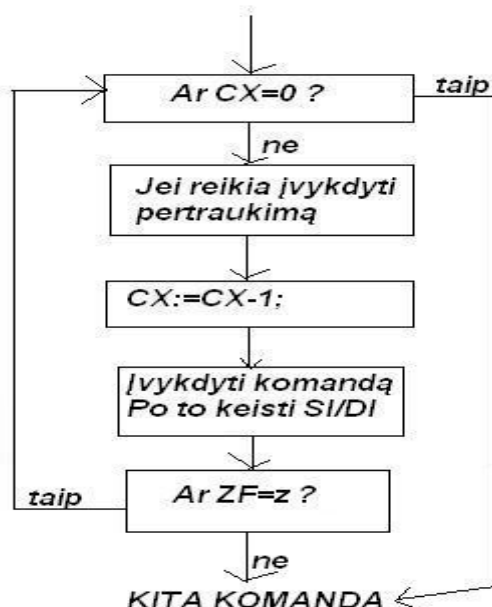 Ar CX=0 ?
taip
ne
Jei reikia įvykdyti
pertraukimą
CX:=CX-1;
Įvykdyti komandą
Po to keisti SI/DI
Ar ZF=z ?
taip
ne
KITA KOMANDA